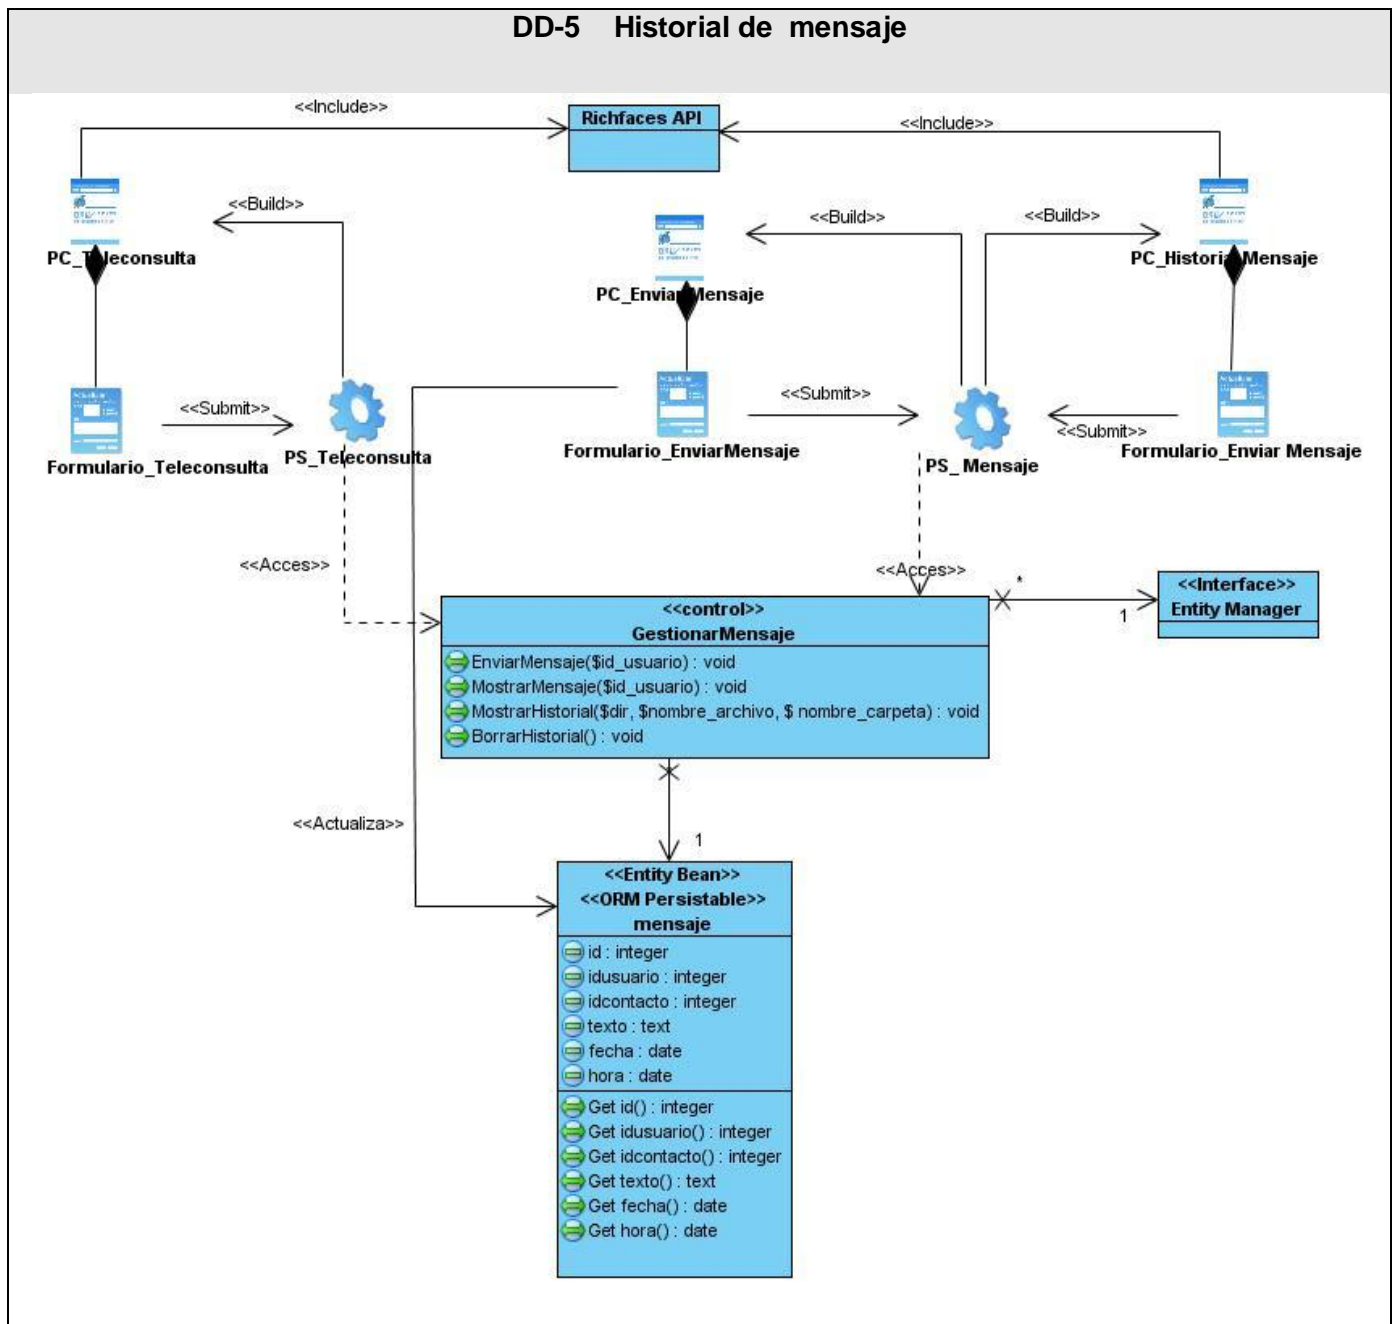 DD-5 Historial de mensaje
<<Include>>
Richfaces API
<<Include>>
<<Build>>
<<Build>>
<<Build>>
PC_Teleconsulta
PC_EnviarMensaje
PC_HistorialMensaje
<<Submit>>
<<Submit>>
<<Submit>>
Formulario_Teleconsulta
PS_Teleconsulta
Formulario_EnviarMensaje
PS_ Mensaje
Formulario_Enviar Mensaje
<<Acces>>
<<Acces>>
*
1
<<Interface>>
Entity Manager
<<control>>
GestionarMensaje
EnviarMensaje($id_usuario) : void
MostrarMensaje($id_usuario) : void
MostrarHistorial($dir, $nombre_archivo, $ nombre_carpeta) : void
BorrarHistorial() : void
<<Actualiza>>
1
<<Entity Bean>>
<<ORM Persistable>>
mensaje
id : integer
idusuario : integer
idcontacto : integer
texto : text
fecha : date
hora : date
Get id() : integer
Get idusuario() : integer
Get idcontacto() : integer
Get texto() : text
Get fecha() : date
Get hora() : date